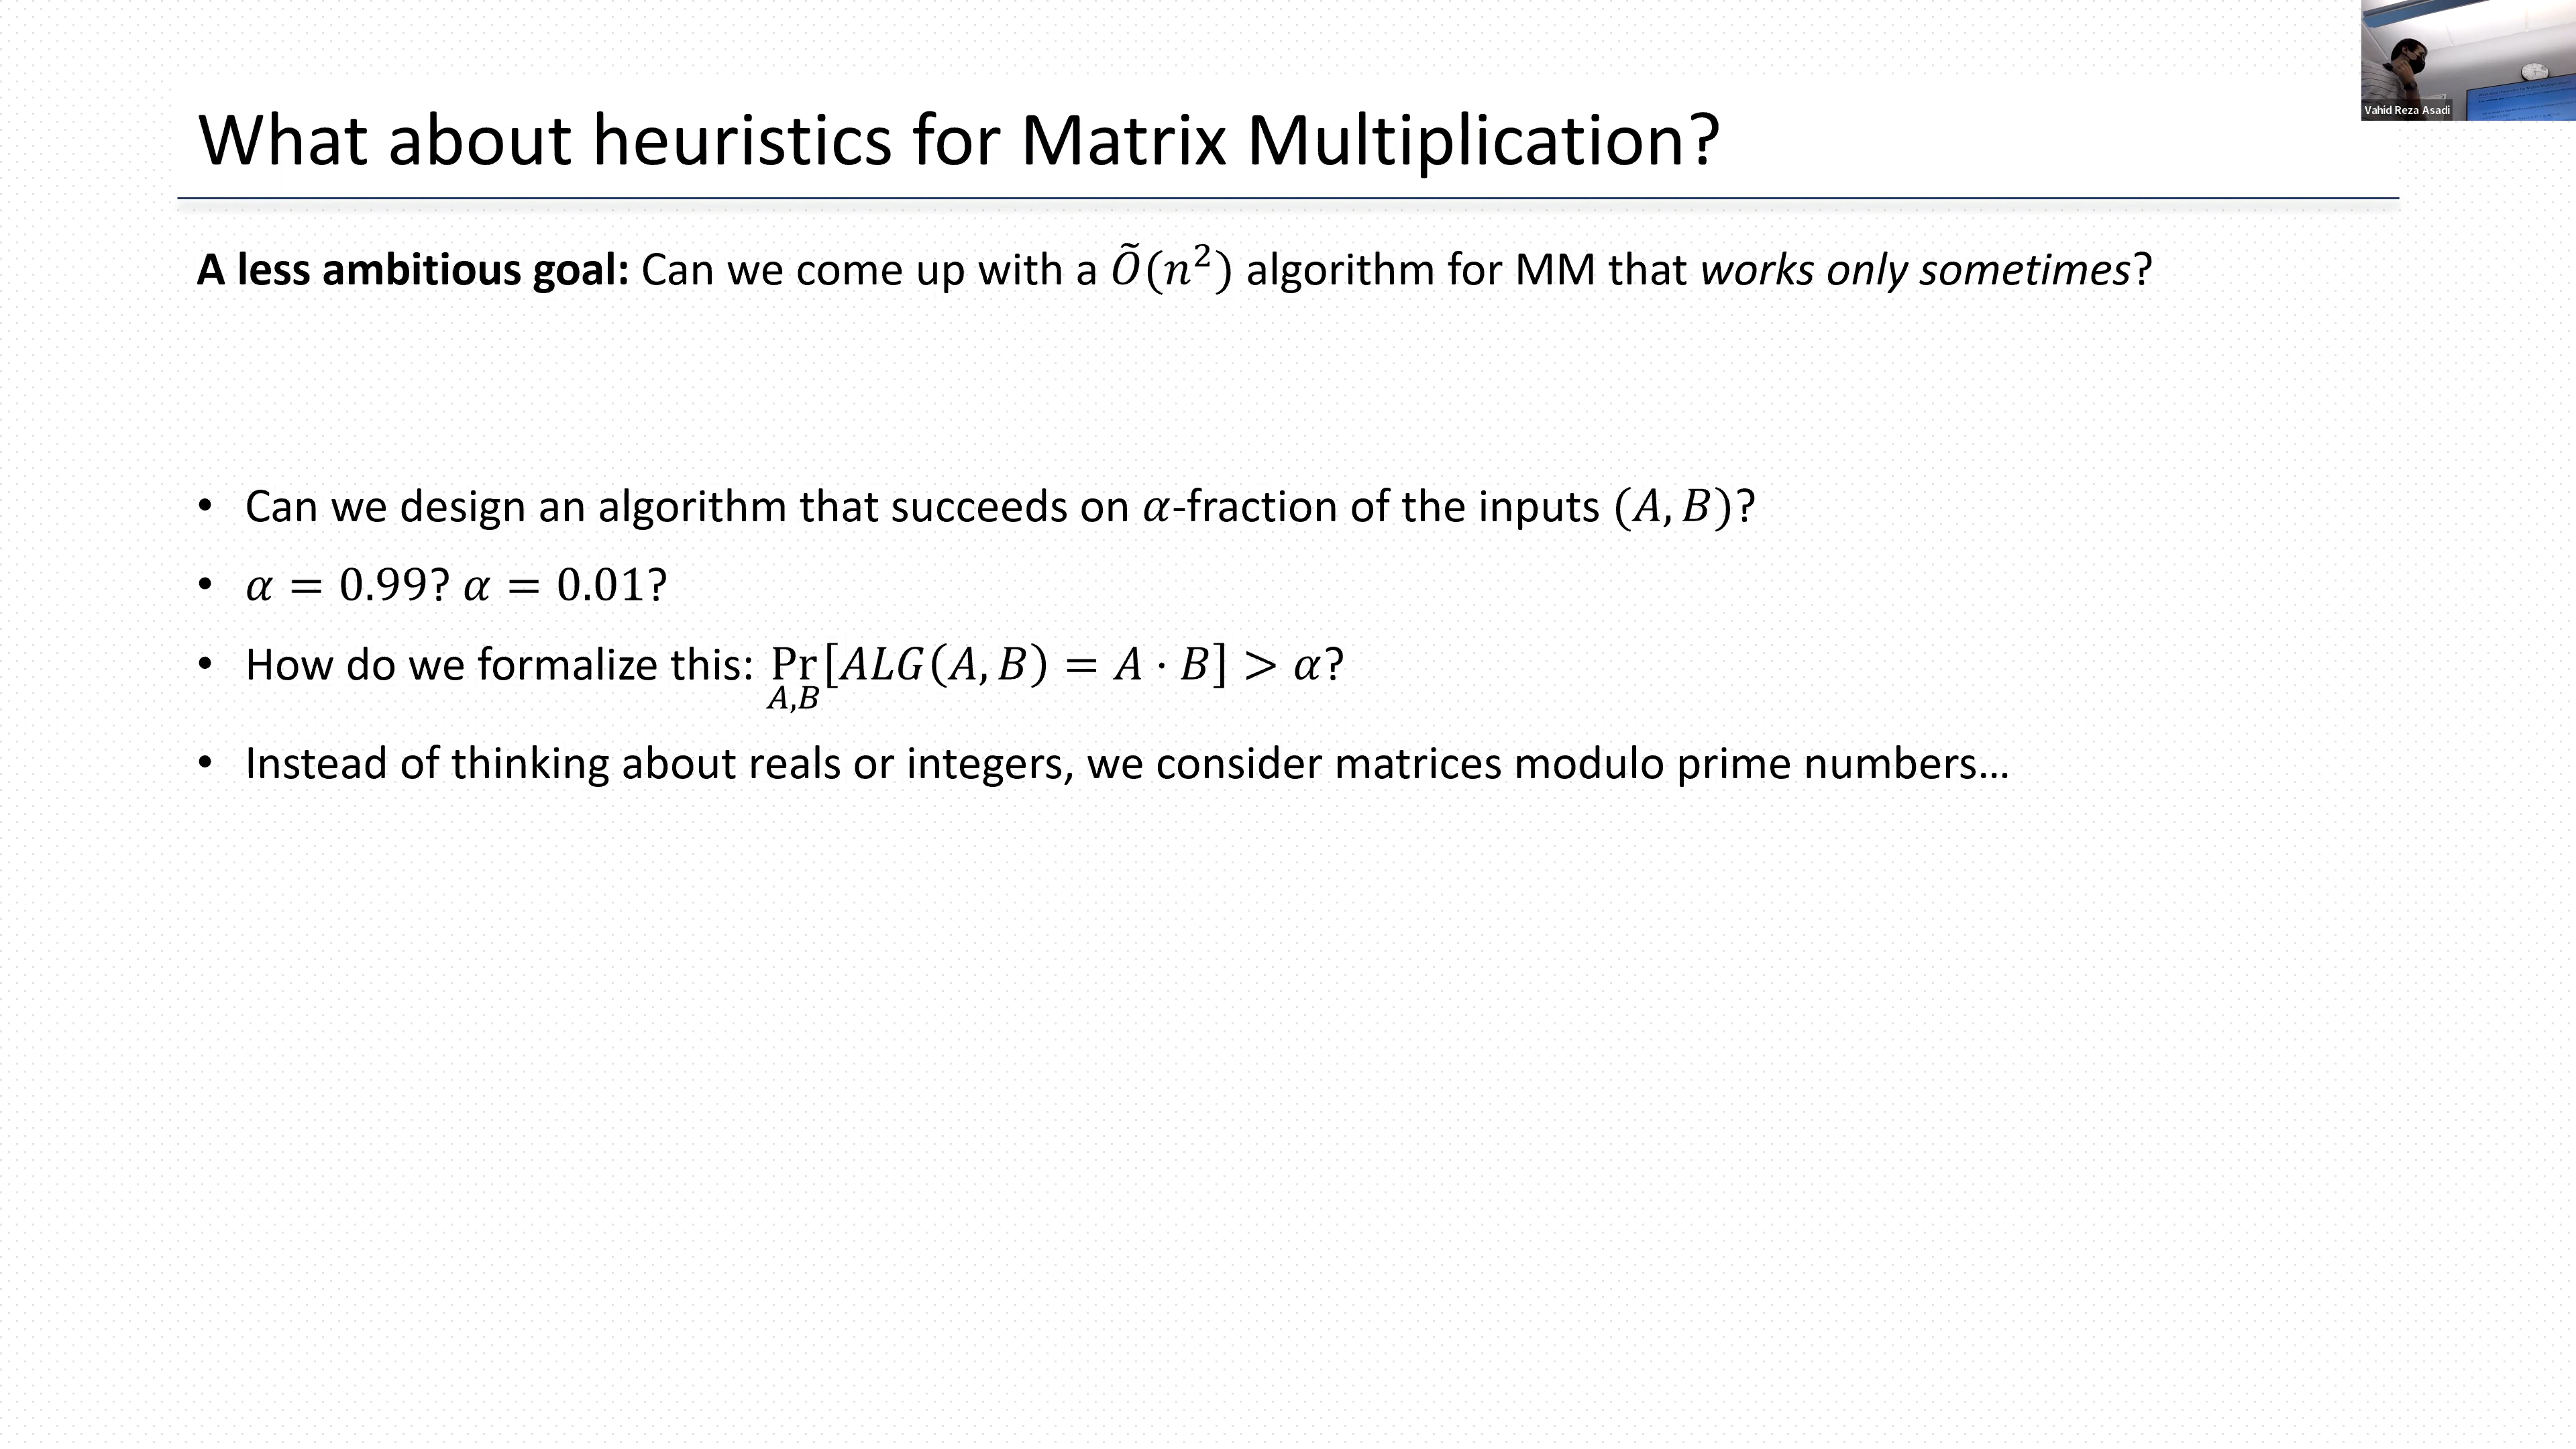 Vahid Reza Asadi
What about heuristics for Matrix Multiplication?
A less ambitious goal: Can we come up with a Õ(n²) algorithm for MM that works only sometimes?
• Can we design an algorithm that succeeds on α-fraction of the inputs (A, B)?
• α = 0.99? α = 0.01?
• How do we formalize this: Pr[ALG(A, B) = A · B] > α?
A,B
• Instead of thinking about reals or integers, we consider matrices modulo prime numbers...